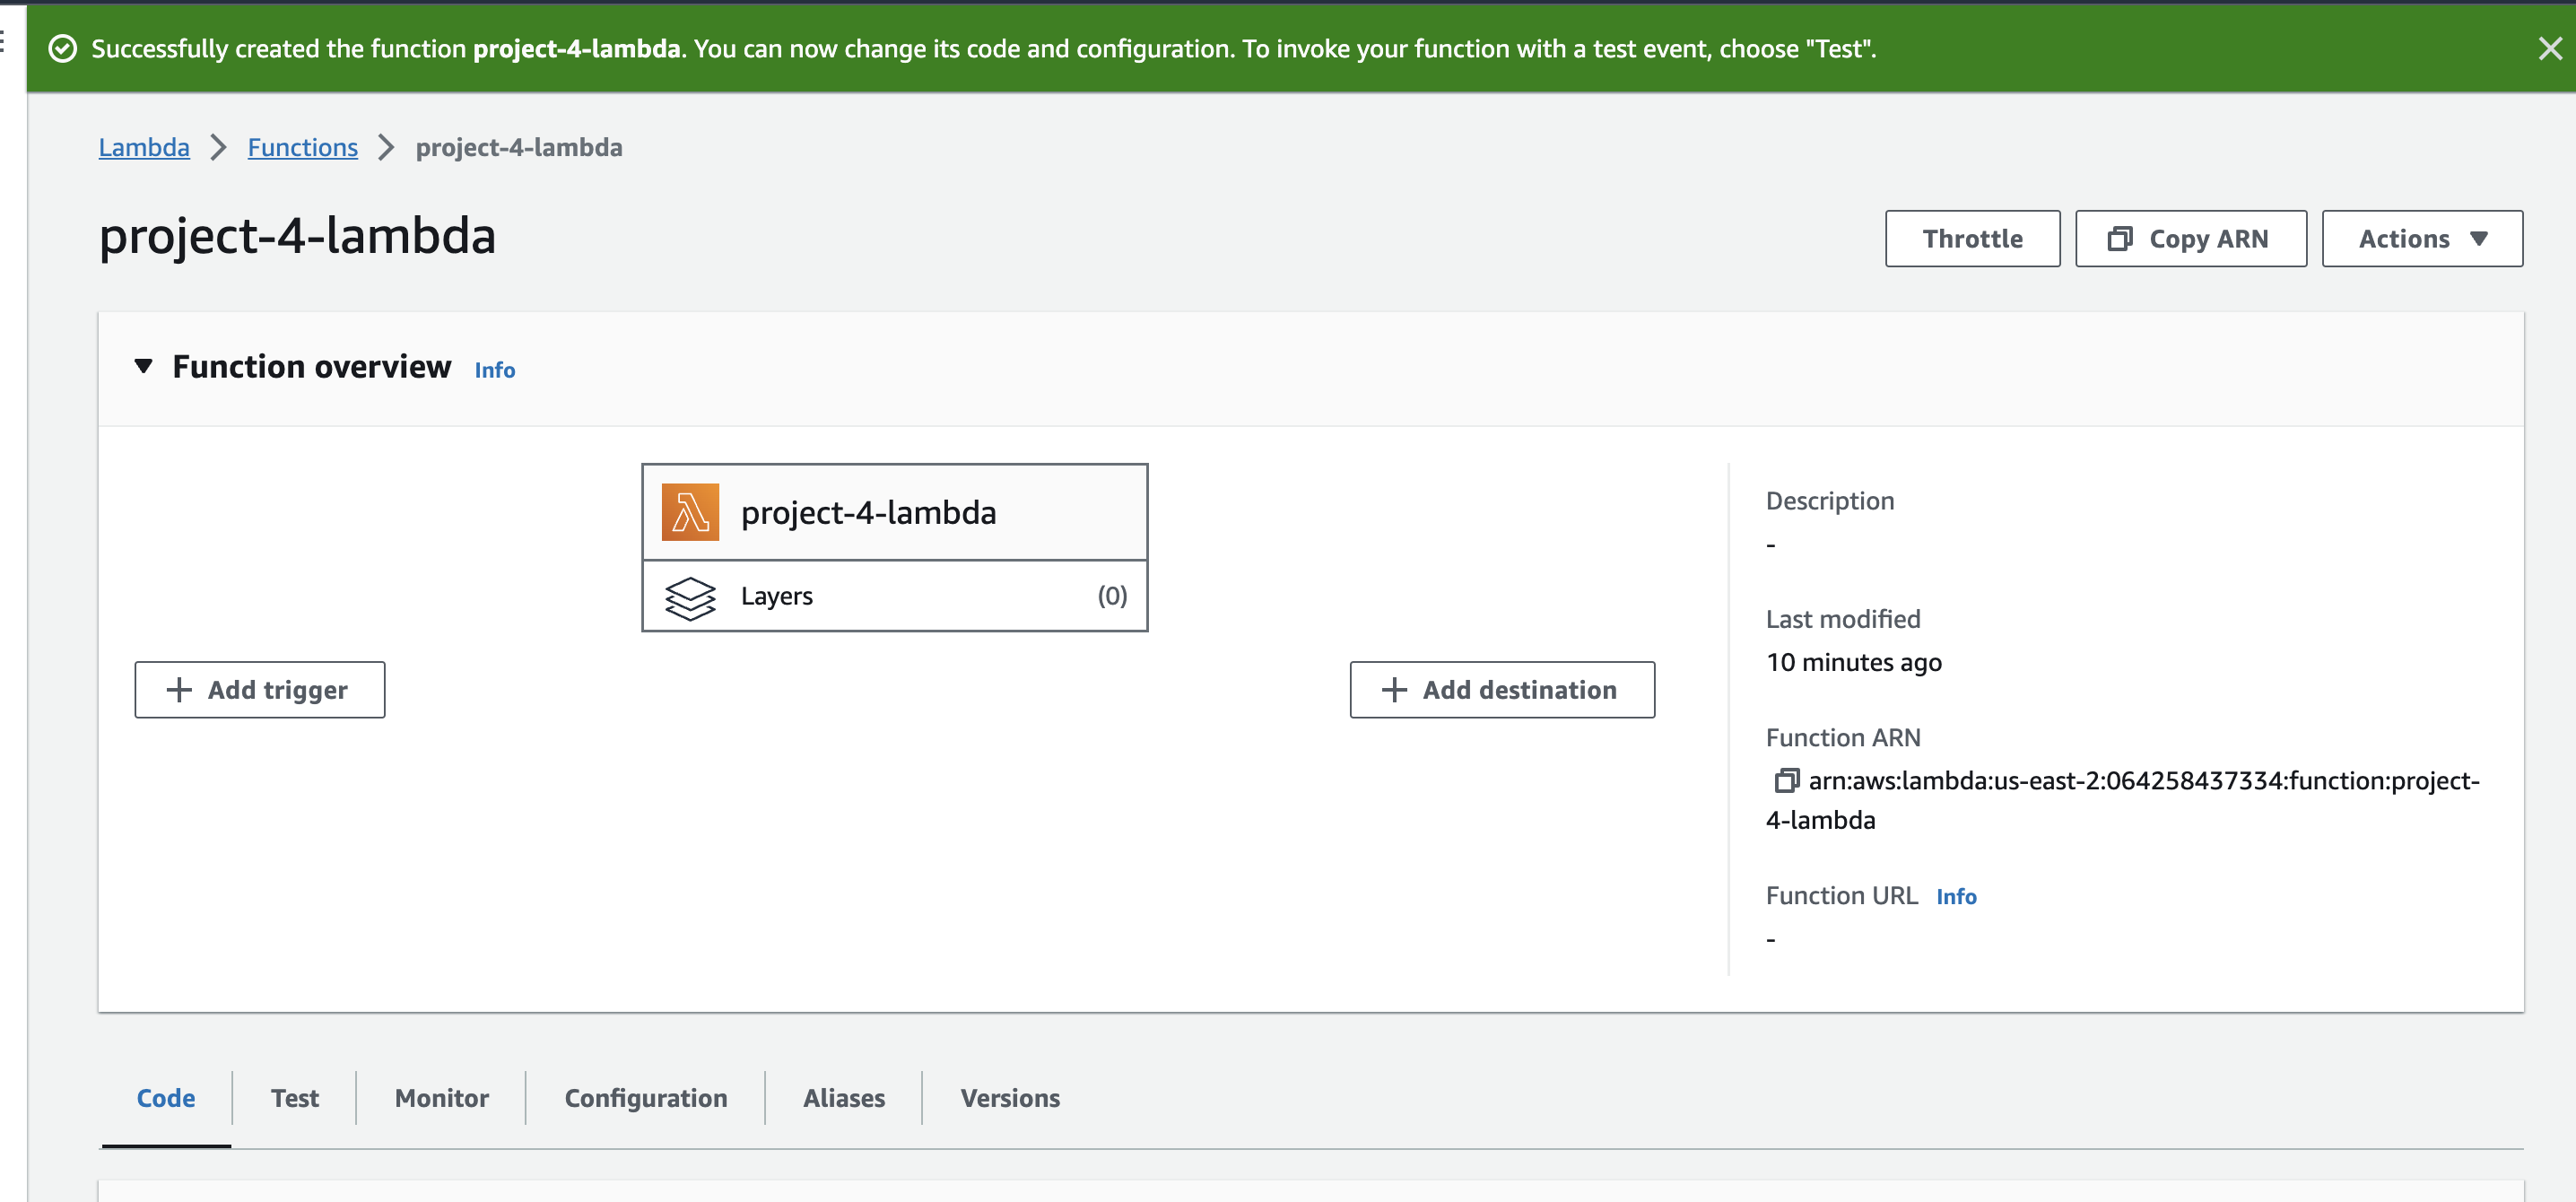 Successfully created the function project-4-lambda. You can now change its code and configuration. To invoke your function with a test event, choose "Test".
Lambda > Functions > project-4-lambda
project-4-lambda
Throttle
Copy ARN
Actions
Function overview Info
project-4-lambda
Layers (0)
Add trigger
Add destination
Description
-
Last modified
10 minutes ago
Function ARN
arn:aws:lambda:us-east-2:064258437334:function:project-
4-lambda
Function URL Info
-
Code
Test
Monitor
Configuration
Aliases
Versions